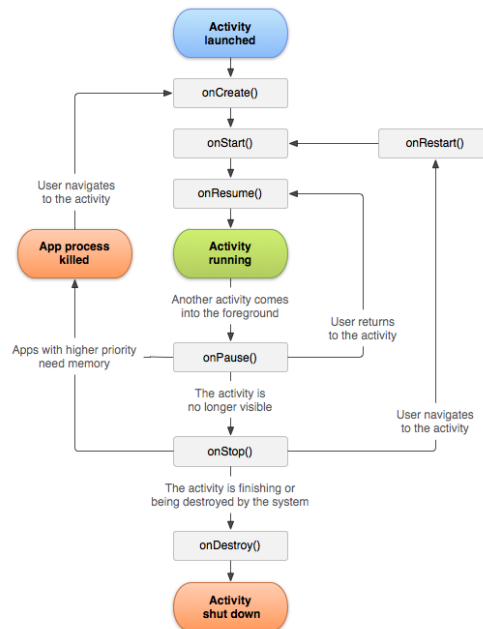 Activity
launched
onCreate()
onStart()
onRestart()
User navigates
to the activity
onResume()
App process
killed
Activity
running
Another activity comes
into the foreground
User returns
to the activity
Apps with higher priority
need memory
onPause()
The activity is
no longer visible
User navigates
to the activity
onStop()
The activity is finishing or
being destroyed by the system
onDestroy()
Activity
shut down